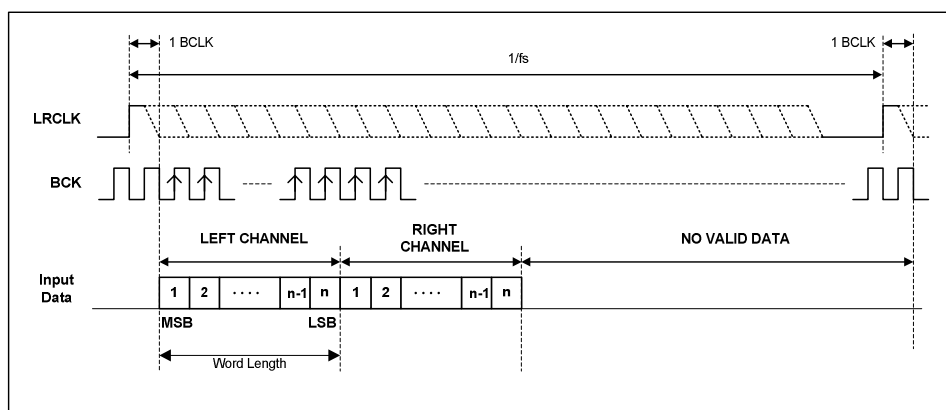 1 BCLK
1 BCLK
1/fs
LRCLK
BCK
LEFT CHANNEL
RIGHT CHANNEL
NO VALID DATA
Input Data
1 2 .... n-1 n 1 2 .... n-1 n
MSB
LSB
Word Length